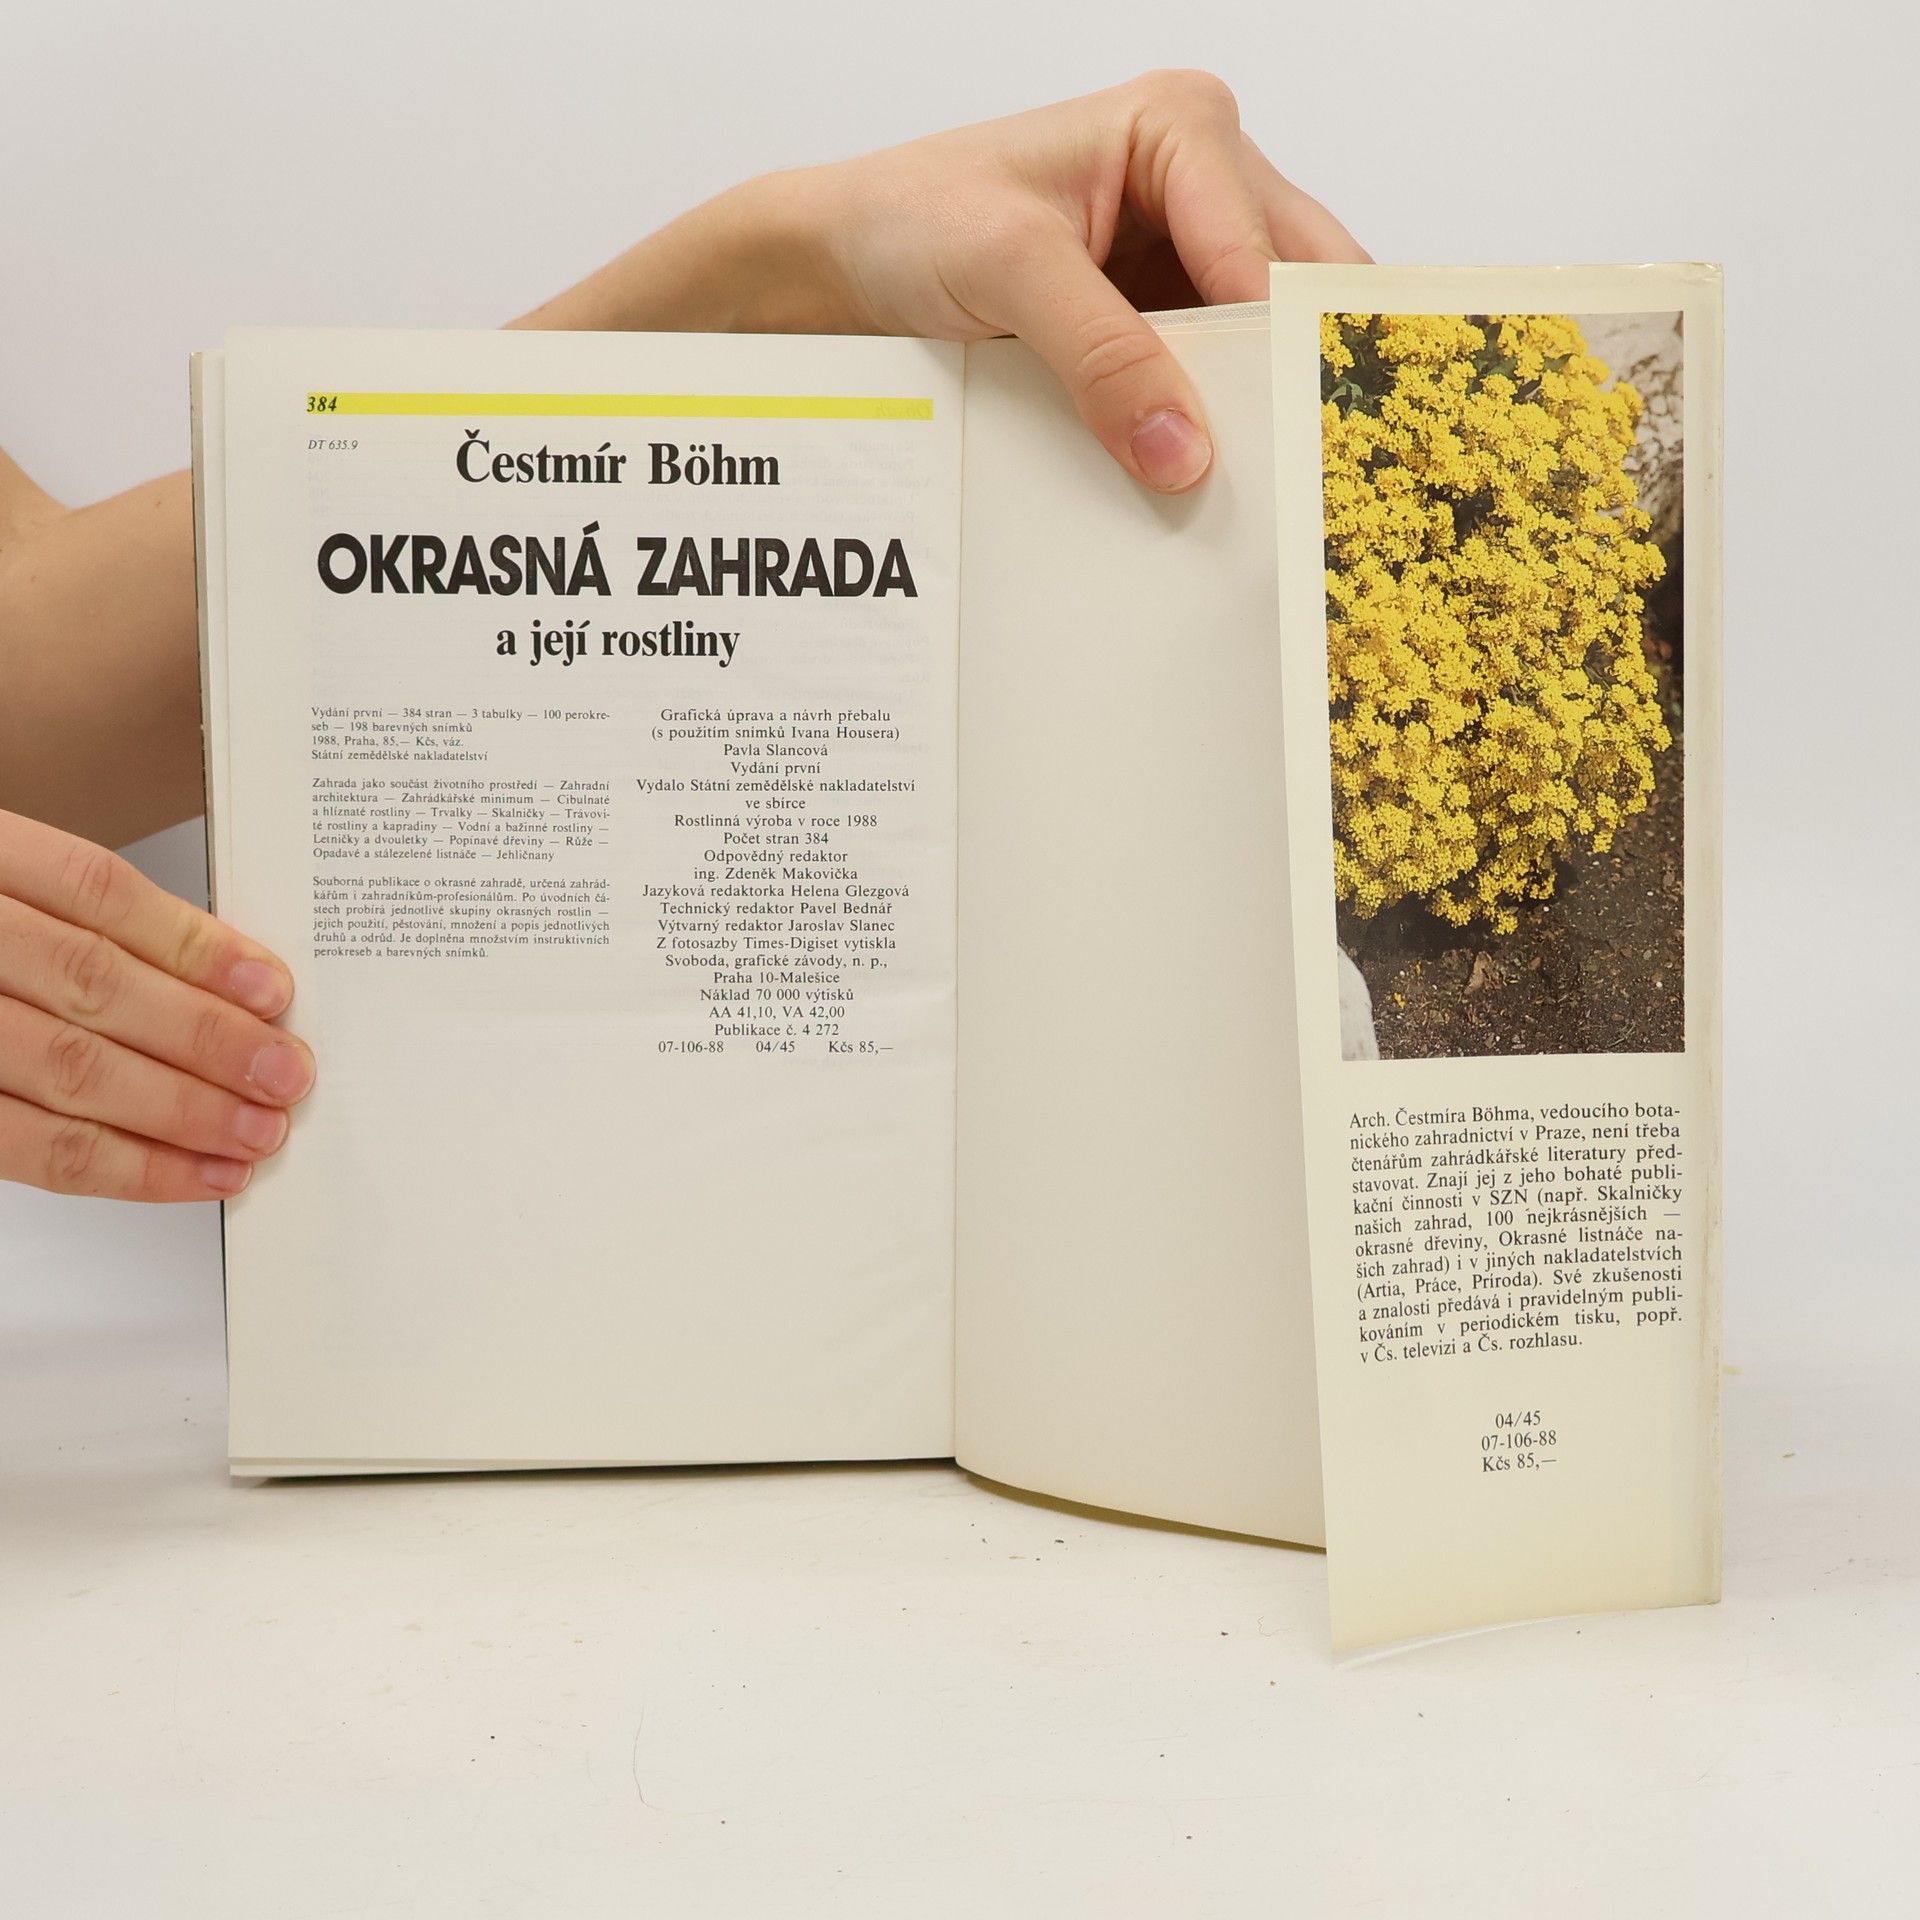 384
DT 635.9
Čestmír Böhm
OKRASNÁ ZAHRADA
a její rostliny
Vydání první — 384 stran — 3 tabulky — 100 perokre-
seb — 198 barevných snímků
1988, Praha, 85,— Kčs, váz.
Státní zemědělské nakladatelství
Zahrada jako součást životního prostředí — Zahradní
architektura — Zahrádkářské minimum — Cibulnaté
a hlíznaté rostliny — Trvalky — Skalničky — Trávovi-
té rostliny a kapradiny — Vodní a bažinné rostliny —
Letničky a dvouletky — Popínavé dřeviny — Růže —
Opadavé a stálezelené listnáče — Jehličnany
Souborná publikace o okrasné zahradě, určená zahrád-
kářům i zahradníkům-profesionálům. Po úvodních čá-
stech probírá jednotlivé skupiny okrasných rostlin —
jejich použití, pěstování, množení a popis jednotlivých
druhů a odrůd. Je doplněna množstvím instruktivních
perokreseb a barevných snímků.
Grafická úprava a návrh přebalu
(s použitím snímků Ivana Housera)
Pavla Slancová
Vydání první
Vydalo Státní zemědělské nakladatelství
ve sbírce
Rostlinná výroba v roce 1988
Počet stran 384
Odpovědný redaktor
ing. Zdeněk Makovička
Jazyková redaktorka Helena Glezgová
Technický redaktor Pavel Bednář
Výtvarný redaktor Jaroslav Slanec
Z fotosazby Times-Digiset vytiskla
Svoboda, grafické závody, n. p.,
Praha 10-Malešice
Náklad 70 000 výtisků
AA 41,10, VA 42,00
Publikace č. 4 272
07-106-88 04/45 Kčs 85,—
Arch. Čestmíra Böhma, vedoucího bota-
nického zahradnictví v Praze, není třeba
čtenářům zahrádkářské literatury před-
stavovat. Znají jej z jeho bohaté publi-
kační činnosti v SZN (např. Skalničky
našich zahrad, 100 nejkrásnějších —
okrasné dřeviny, Okrasné listnáče na-
šich zahrad) i v jiných nakladatelstvích
(Artia, Práce, Príroda). Své zkušenosti
a znalosti předává i pravidelným publi-
kováním v periodickém tisku, popř.
v Čs. televizi a Čs. rozhlasu.
04/45
07-106-88
Kčs 85,—